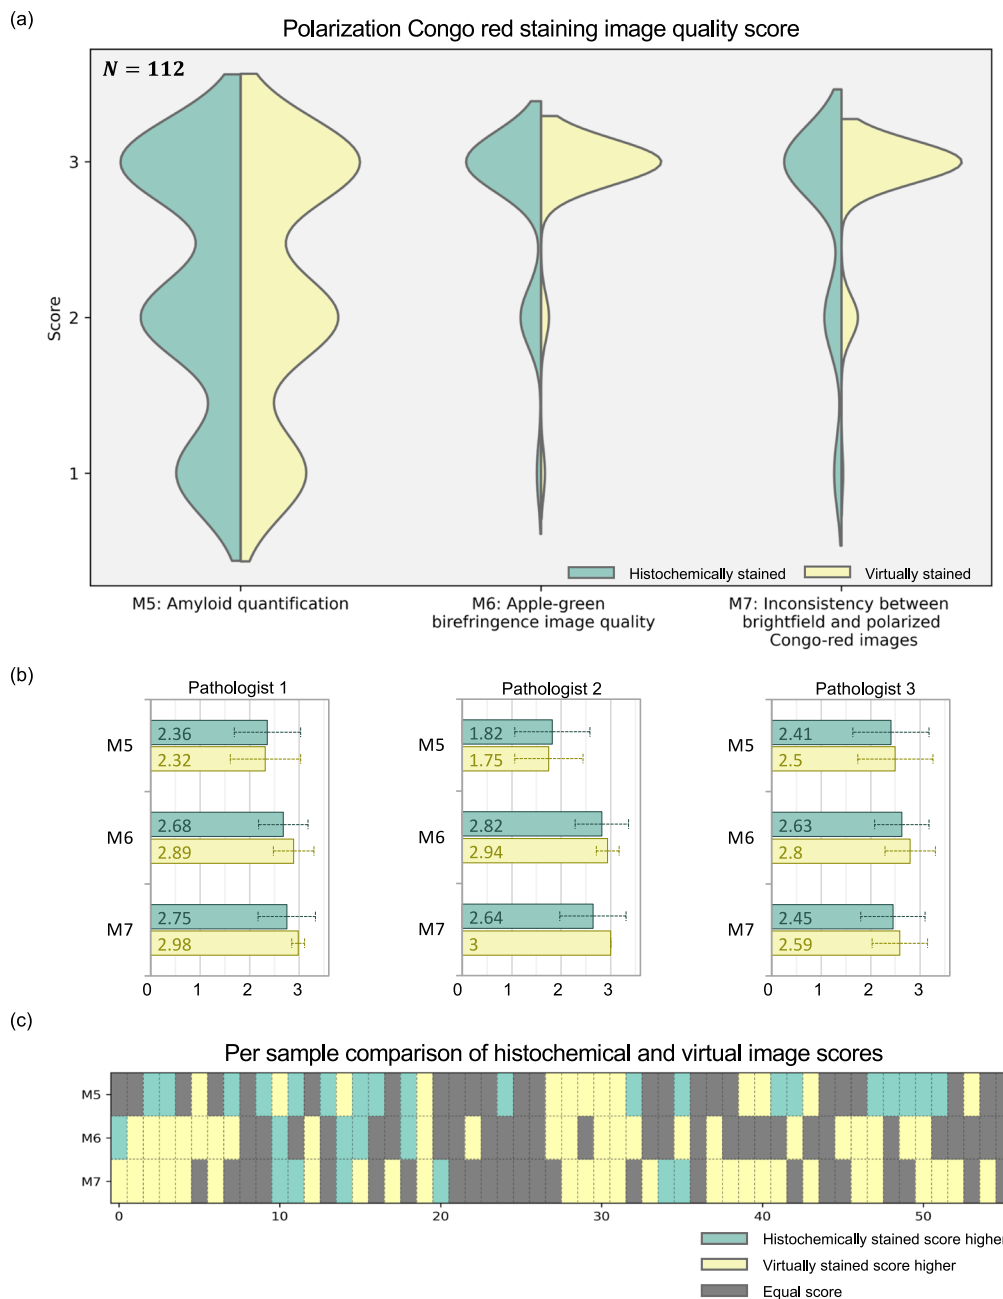 (a)
Polarization Congo red staining image quality score
N = 112
3
2
1
Score
Histochemically stained
Virtually stained
M5: Amyloid quantification
M6: Apple-green
birefringence image quality
M7: Inconsistency between
brightfield and polarized
Congo-red images
(b)
Pathologist 1
M5
2.36
2.32
M6
2.68
2.89
M7
2.75
2.98
0 1 2 3
Pathologist 2
M5
1.82
1.75
M6
2.82
2.94
M7
2.64
3
0 1 2 3
Pathologist 3
M5
2.41
2.5
M6
2.63
2.8
M7
2.45
2.59
0 1 2 3
(c)
Per sample comparison of histochemical and virtual image scores
M5
M6
M7
0 10 20 30 40 50
Histochemically stained score higher
Virtually stained score higher
Equal score